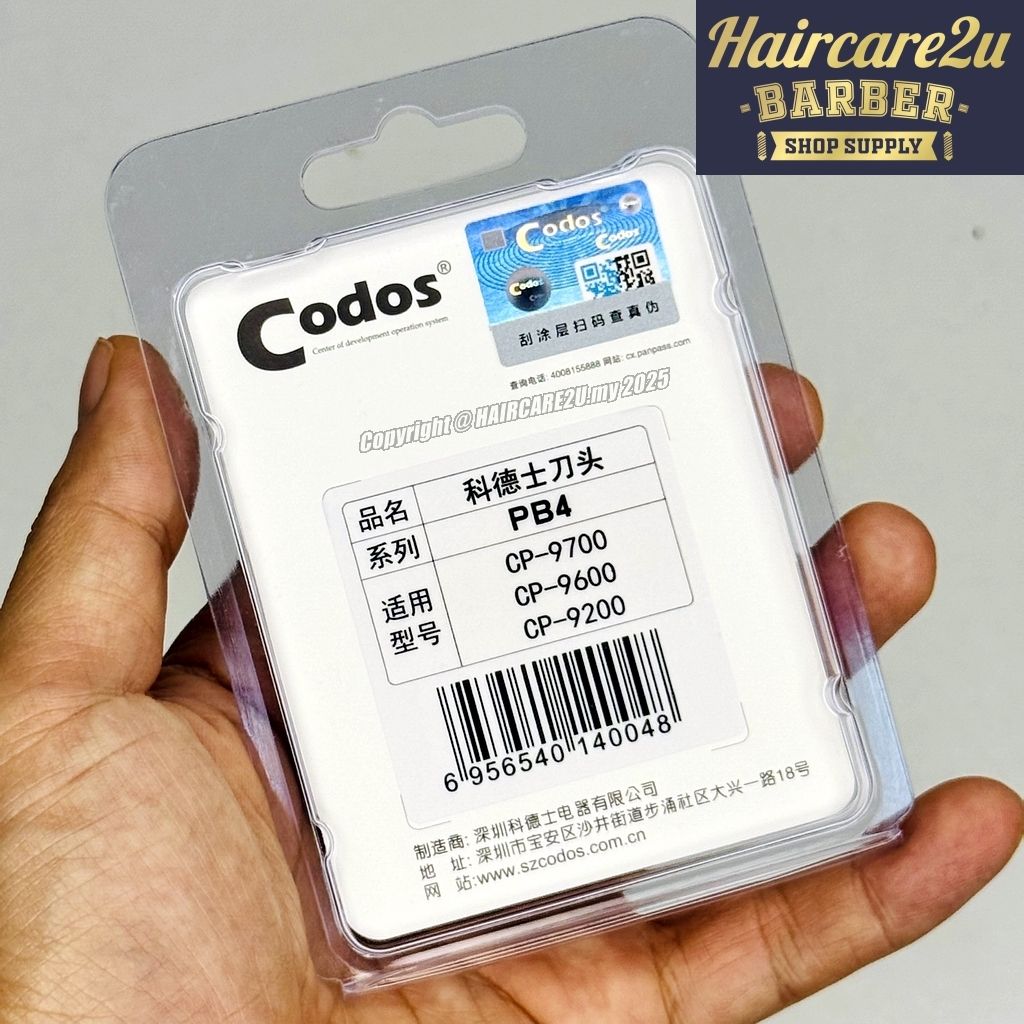 Haircare2u
BARBER
SHOP SUPPLY
Codos
Codos
Codos
刮涂层扫码查真伪
Codos®
Center of development operation system
查询电话: 4008155888 网站: cx.panpass.com
Copyright @ HAIRCARE2U.my 2025
品名 科德士刀头
系列 PB4
适用型号 CP-9700
CP-9600
CP-9200
6 956540 140048
制造商: 深圳科德士电器有限公司
地 址: 深圳市宝安区沙井街道步涌社区大兴一路18号
网 站:www.szcodos.com.cn